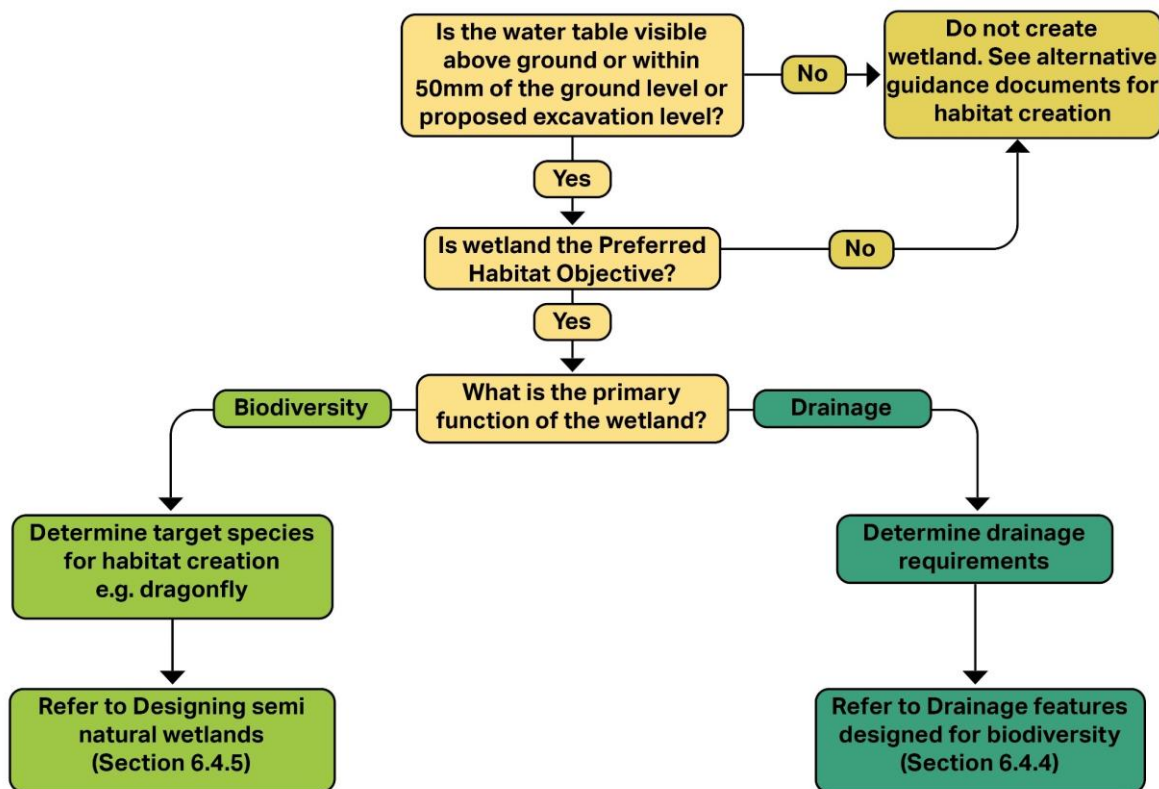 Is the water table visible
above ground or within
50mm of the ground level or
proposed excavation level?
No
Do not create
wetland. See alternative
guidance documents for
habitat creation
Yes
Is wetland the Preferred
Habitat Objective?
No
Yes
What is the primary
function of the wetland?
Biodiversity
Drainage
Determine target species
for habitat creation
e.g. dragonfly
Determine drainage
requirements
Refer to Designing semi
natural wetlands
(Section 6.4.5)
Refer to Drainage features
designed for biodiversity
(Section 6.4.4)